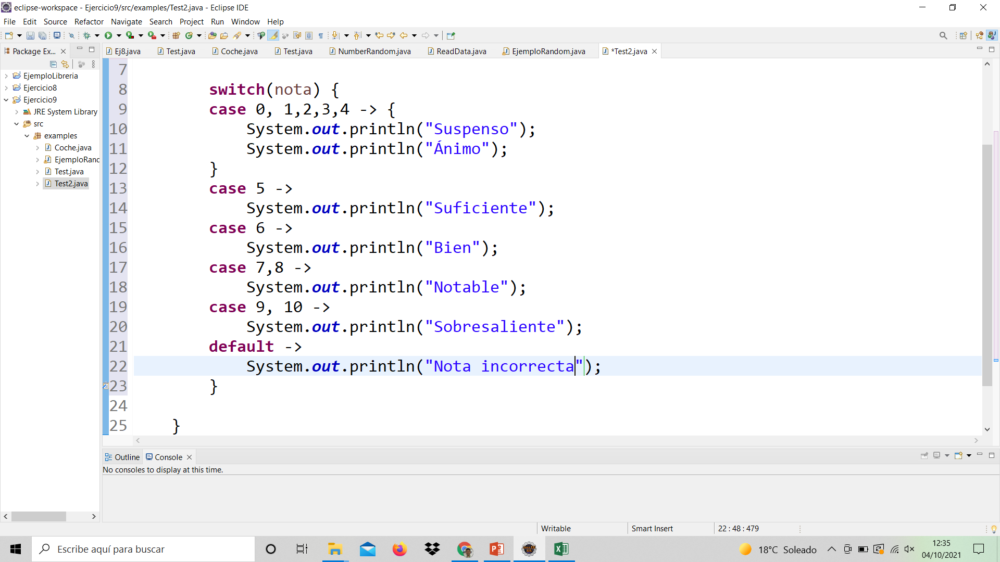 eclipse-workspace - Ejercicio9/src/examples/Test2.java - Eclipse IDE
File Edit Source Refactor Navigate Search Project Run Window Help
Package Ex... Ej8.java Test.java Coche.java Test.java NumberRandom.java ReadData.java EjemploRandom.java *Test2.java
EjemploLibreria
Ejercicio8
Ejercicio9
JRE System Library
src
examples
Coche.java
EjemploRand
Test.java
Test2.java
7
8 switch(nota) {
9 case 0, 1,2,3,4 -> {
10 System.out.println("Suspenso");
11 System.out.println("Ánimo");
12 }
13 case 5 ->
14 System.out.println("Suficiente");
15 case 6 ->
16 System.out.println("Bien");
17 case 7,8 ->
18 System.out.println("Notable");
19 case 9, 10 ->
20 System.out.println("Sobresaliente");
21 default ->
22 System.out.println("Nota incorrecta");
23 }
24
25 }
Outline Console
No consoles to display at this time.
Writable Smart Insert 22 : 48 : 479
Escribe aquí para buscar
18°C Soleado
12:35
04/10/2021